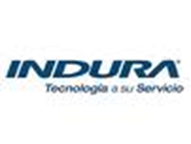 INDURA
Tecnología a su Servicio